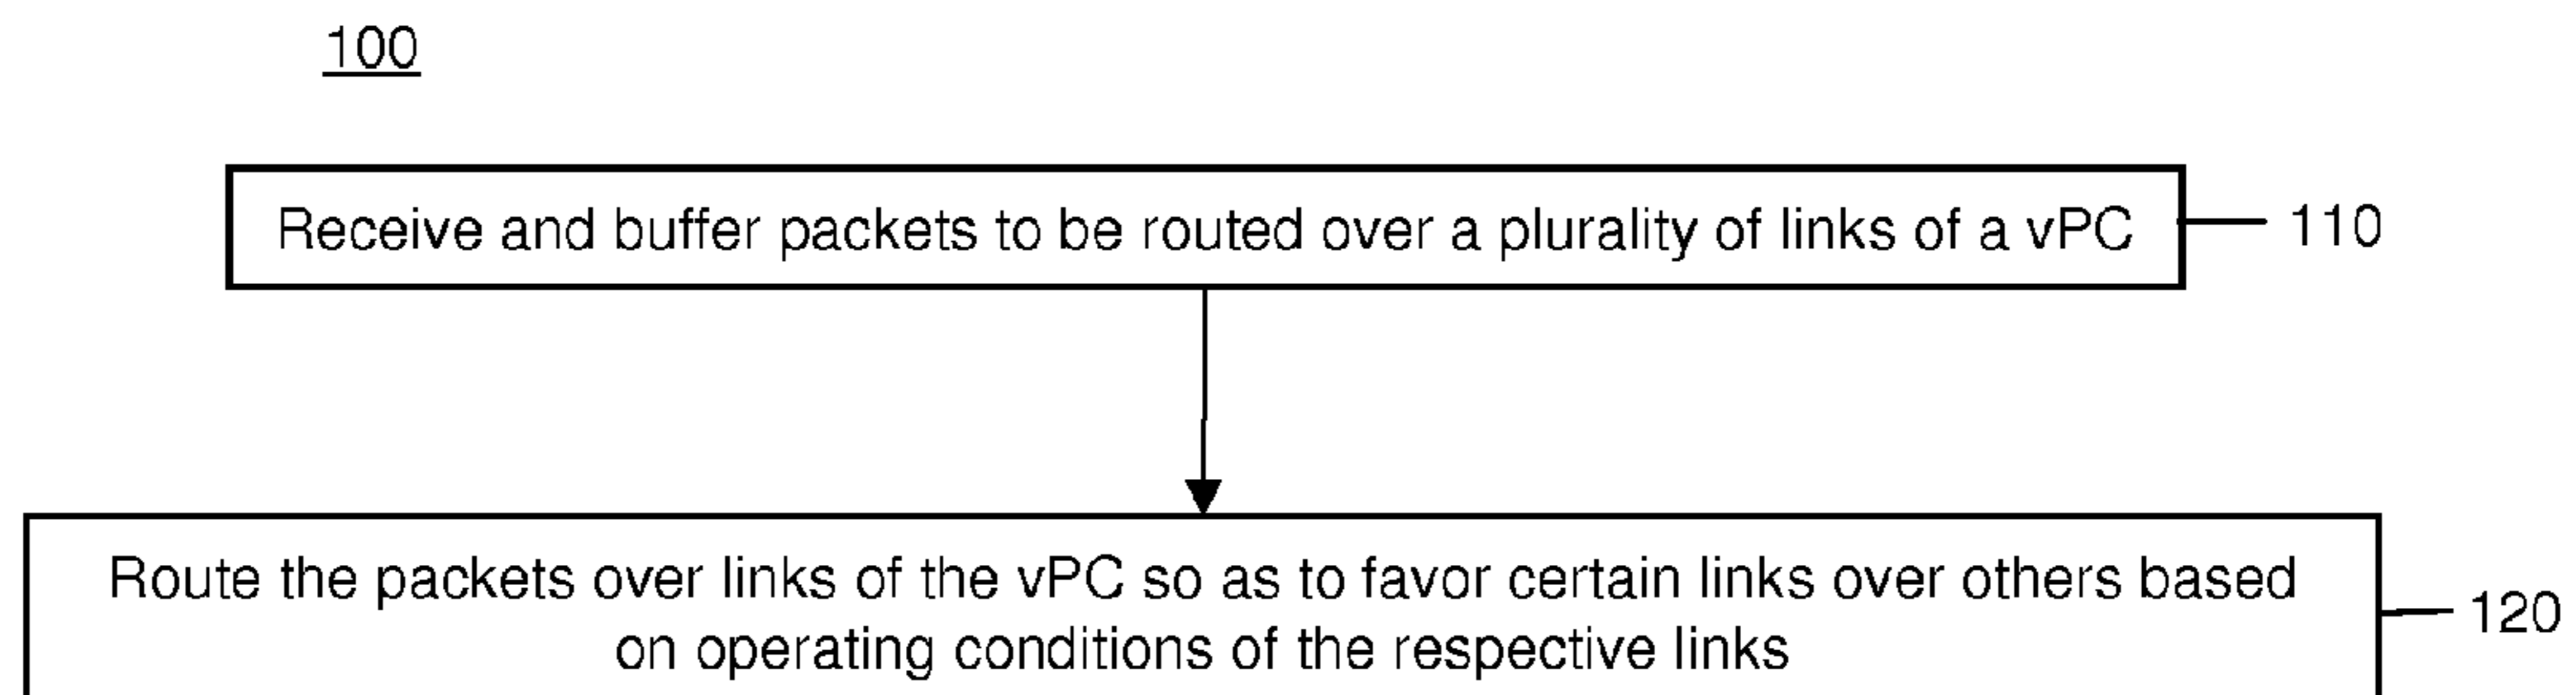 100
Receive and buffer packets to be routed over a plurality of links of a vPC
110
Route the packets over links of the vPC so as to favor certain links over others based
on operating conditions of the respective links
120